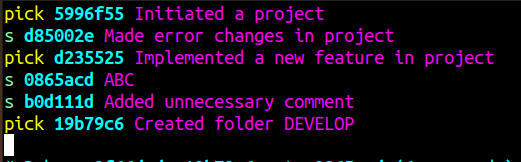 pick 5996f55 Initiated a project
s d85002e Made error changes in project
pick d235525 Implemented a new feature in project
s 0865acd ABC
s b0d111d Added unnecessary comment
pick 19b79c6 Created folder DEVELOP